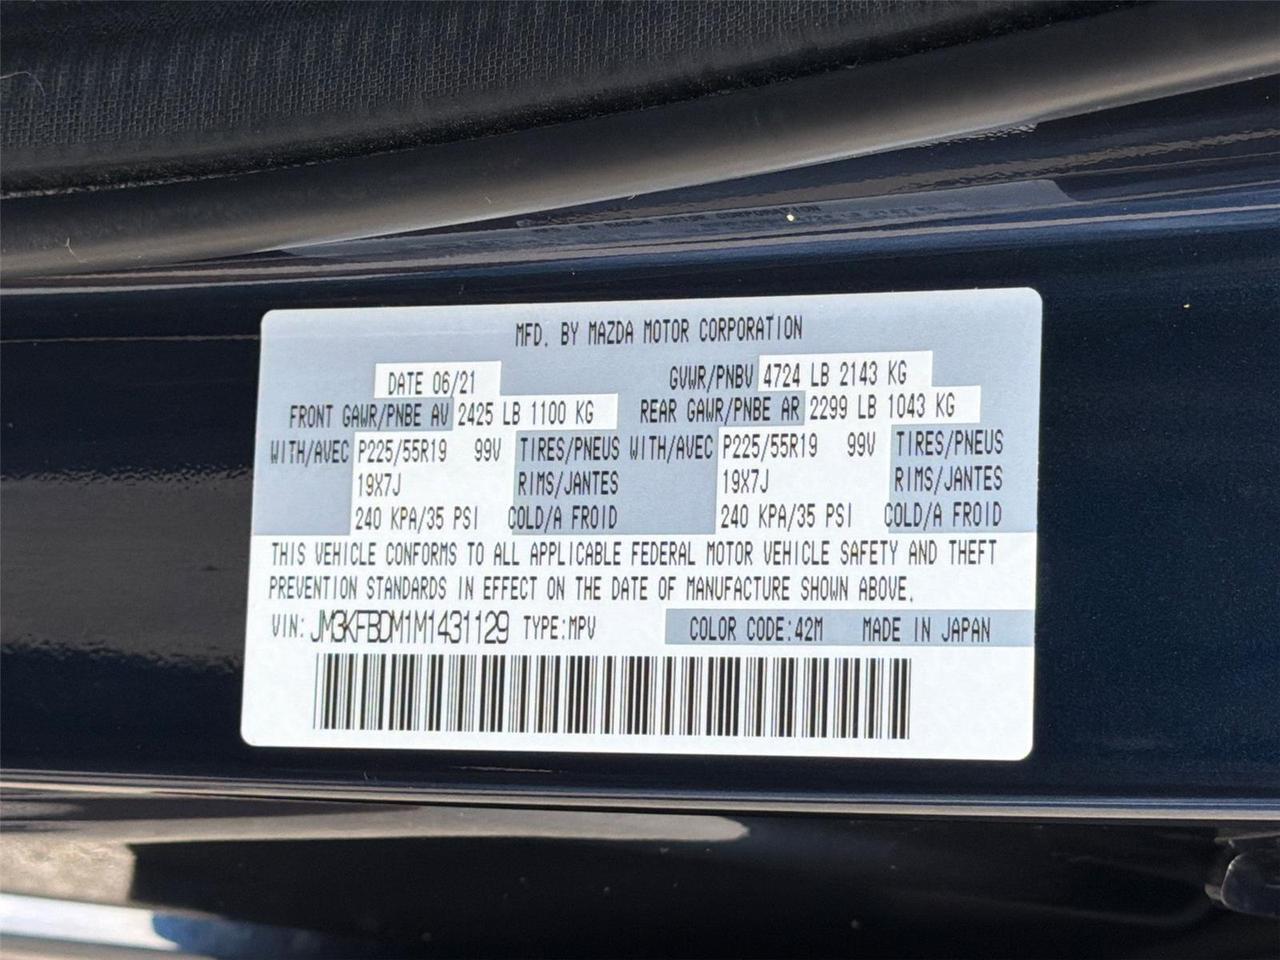 MFD. BY MAZDA MOTOR CORPORATION
DATE 06/21 GVWR/PNBV 4724 LB 2143 KG
FRONT GAWR/PNBE AV 2425 LB 1100 KG REAR GAWR/PNBE AR 2299 LB 1043 KG
WITH/AVEC P225/55R19 99V TIRES/PNEUS WITH/AVEC P225/55R19 99V TIRES/PNEUS
19X7J RIMS/JANTES 19X7J RIMS/JANTES
240 KPA/35 PSI COLD/A FROID 240 KPA/35 PSI COLD/A FROID
THIS VEHICLE CONFORMS TO ALL APPLICABLE FEDERAL MOTOR VEHICLE SAFETY AND THEFT
PREVENTION STANDARDS IN EFFECT ON THE DATE OF MANUFACTURE SHOWN ABOVE.
VIN: JM3KFBDM1M1431129 TYPE:MPV COLOR CODE:42M MADE IN JAPAN